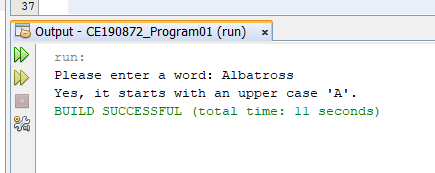 37
Output - CE190872_Program01 (run) ×
run:
Please enter a word: Albatross
Yes, it starts with an upper case 'A'.
BUILD SUCCESSFUL (total time: 11 seconds)